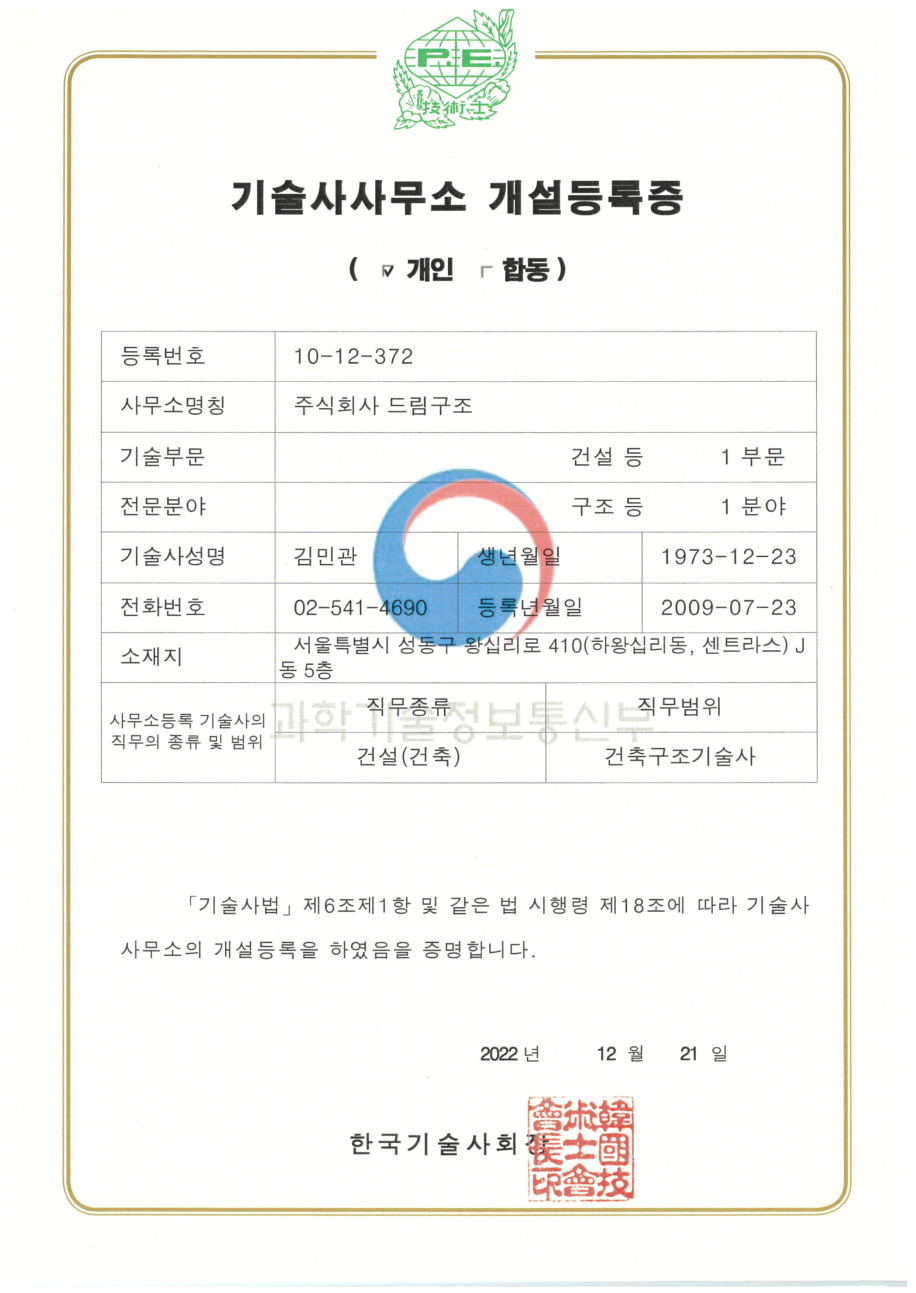 P.E.
技術士
기술사사무소 개설등록증
( ☑ 개인 ☐ 합동 )
등록번호 10-12-372
사무소명칭 주식회사 드림구조
기술부문 건설 등 1 부문
전문분야 구조 등 1 분야
기술사성명 김민관 생년월일 1973-12-23
전화번호 02-541-4690 등록년월일 2009-07-23
소재지 서울특별시 성동구 왕십리로 410(하왕십리동, 센트라스) J
동 5층
사무소등록 기술사의
직무의 종류 및 범위
직무종류 직무범위
과학기술정보통신부
건설(건축) 건축구조기술사
「기술사법」제6조제1항 및 같은 법 시행령 제18조에 따라 기술사
사무소의 개설등록을 하였음을 증명합니다.
2022 년 12 월 21 일
한국기술사회장
韓國技
術士會
會長印